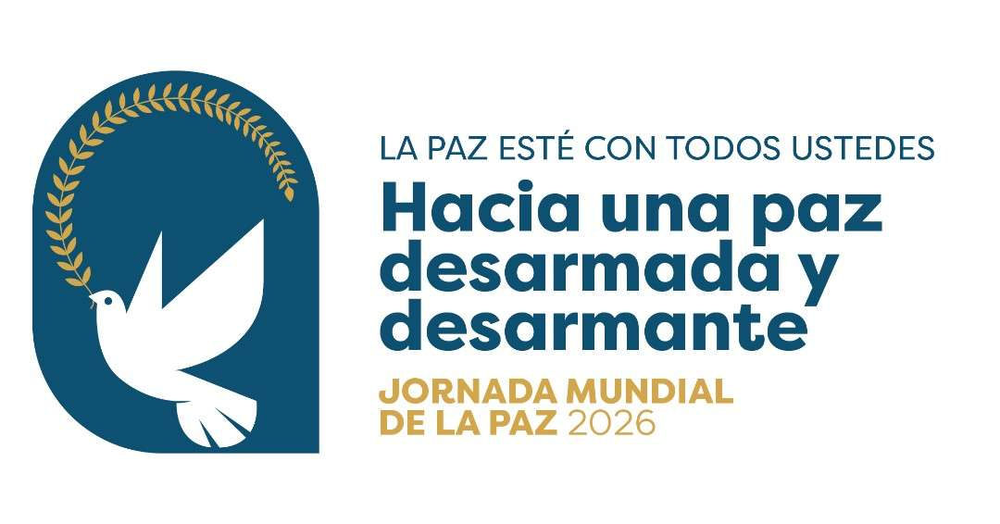 LA PAZ ESTÉ CON TODOS USTEDES
Hacia una paz
desarmada y
desarmante
JORNADA MUNDIAL
DE LA PAZ 2026